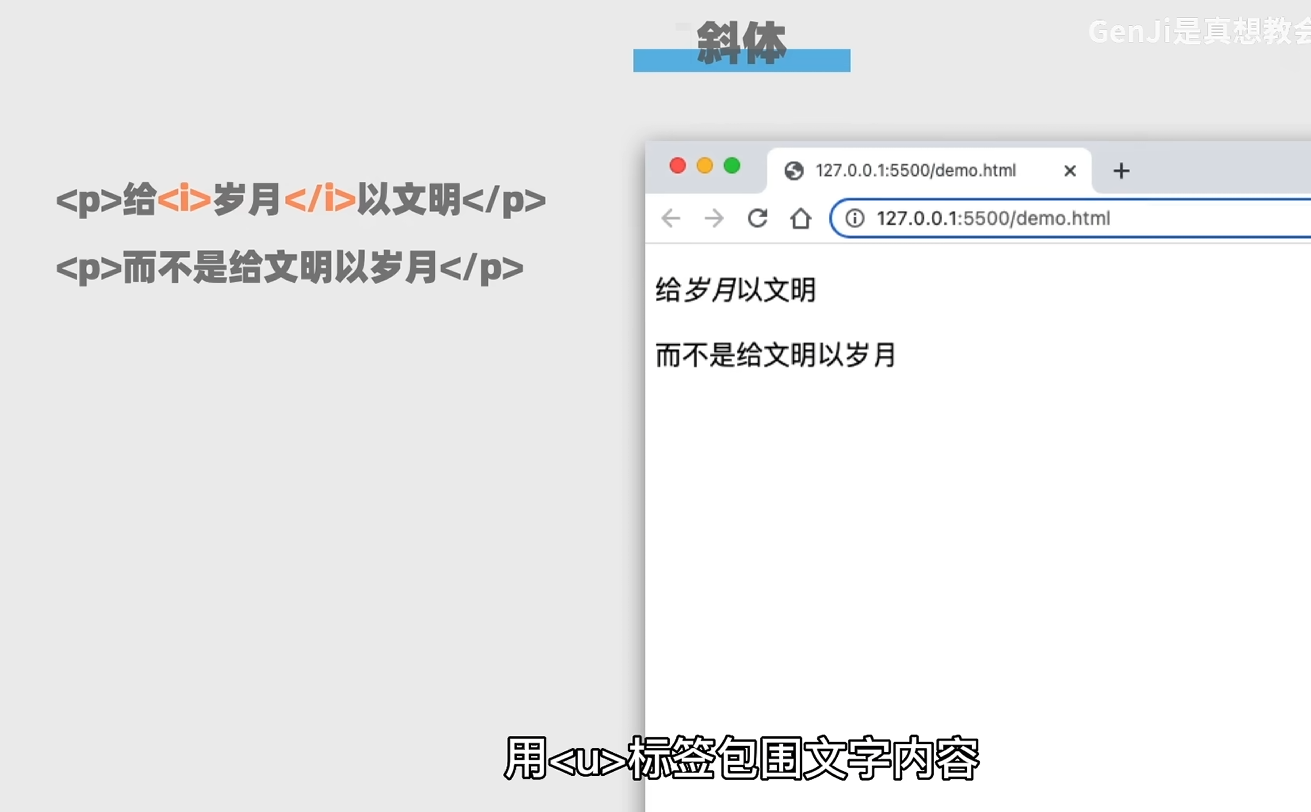 斜体
GenJi是真想教会
<p>给<i>岁月</i>以文明</p>
<p>而不是给文明以岁月</p>
127.0.0.1:5500/demo.html
127.0.0.1:5500/demo.html
给岁月以文明
而不是给文明以岁月
用<u>标签包围文字内容